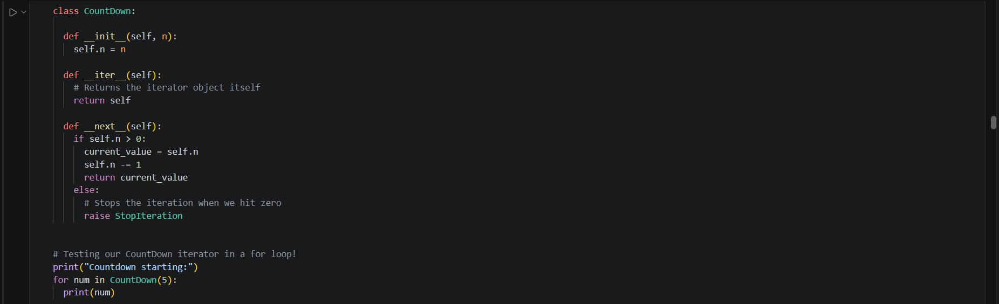 class CountDown:
  def __init__(self, n):
    self.n = n
  def __iter__(self):
    # Returns the iterator object itself
    return self
  def __next__(self):
    if self.n > 0:
      current_value = self.n
      self.n -= 1
      return current_value
    else:
      # Stops the iteration when we hit zero
      raise StopIteration
# Testing our CountDown iterator in a for loop!
print("Countdown starting:")
for num in CountDown(5):
  print(num)